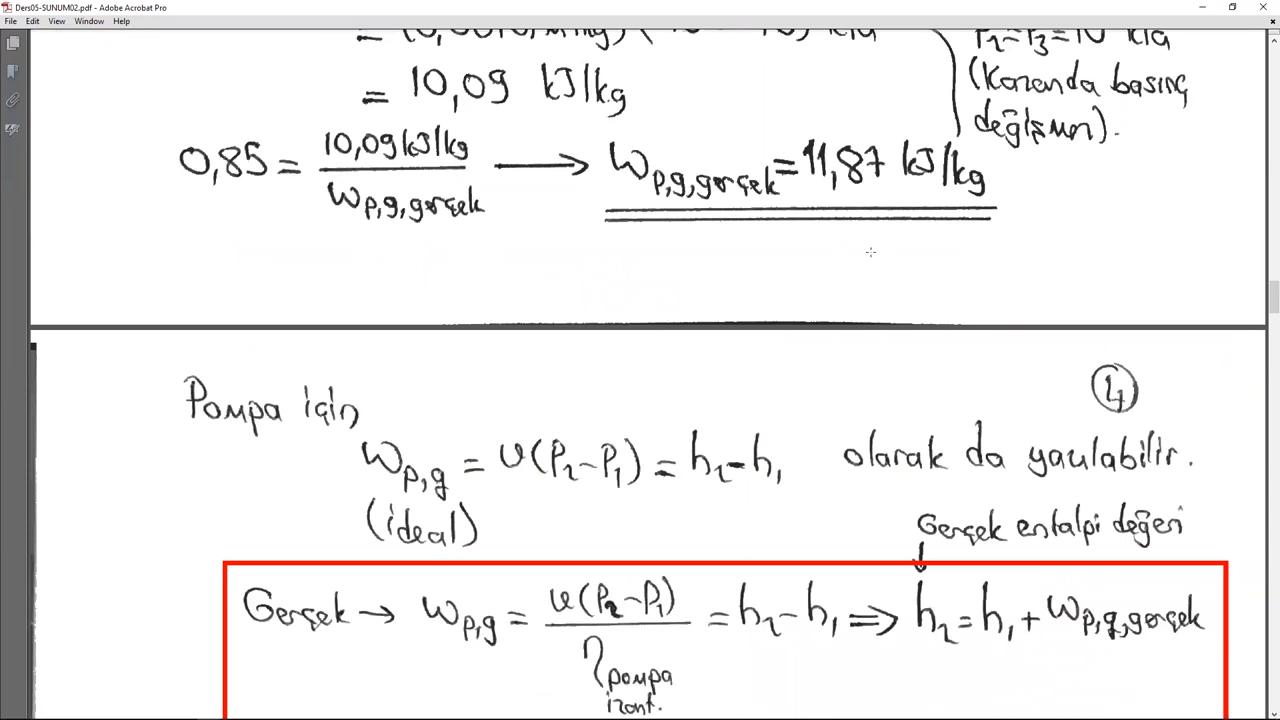 Ders05-SUNUM02.pdf - Adobe Acrobat Pro
File Edit View Window Help
= 10,09 kJ/kg
P2=P3=10 kPa
(Kazanda basınç
değişmiyor).
0,85 = 10,09 kJ/kg / wp,g,gerçek → wp,g,gerçek = 11,87 kJ/kg
4
Pompa için
wp,g = υ(P2-P1) = h2-h1 olarak da yazılabilir.
(ideal)
Gerçek entalpi değeri
↓
Gerçek → wp,g = υ(P2-P1) / ηpompa izent. = h2-h1 ⇒ h2 = h1 + wp,g,gerçek